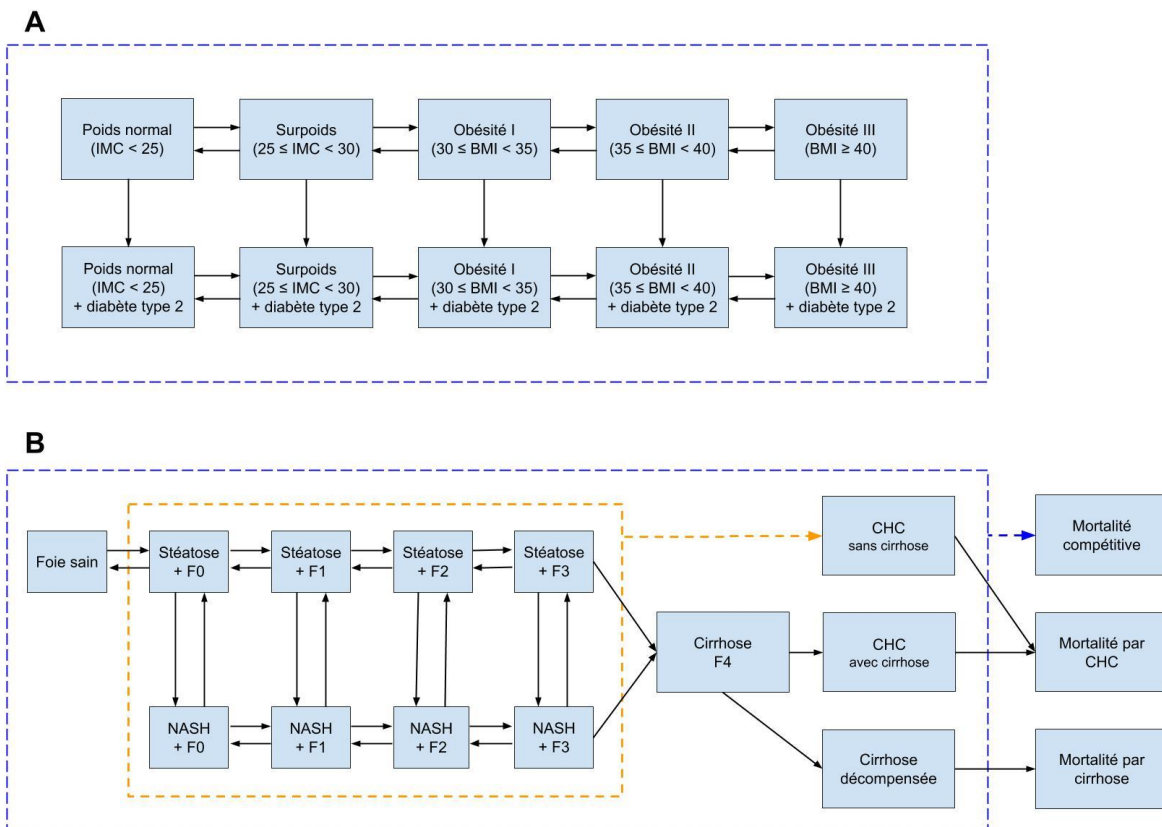 A
Poids normal
(IMC < 25)
Surpoids
(25 ≤ IMC < 30)
Obésité I
(30 ≤ BMI < 35)
Obésité II
(35 ≤ BMI < 40)
Obésité III
(BMI ≥ 40)
Poids normal
(IMC < 25)
+ diabète type 2
Surpoids
(25 ≤ IMC < 30)
+ diabète type 2
Obésité I
(30 ≤ BMI < 35)
+ diabète type 2
Obésité II
(35 ≤ BMI < 40)
+ diabète type 2
Obésité III
(BMI ≥ 40)
+ diabète type 2
B
Foie sain
Stéatose
+ F0
Stéatose
+ F1
Stéatose
+ F2
Stéatose
+ F3
NASH
+ F0
NASH
+ F1
NASH
+ F2
NASH
+ F3
Cirrhose
F4
CHC
sans cirrhose
CHC
avec cirrhose
Cirrhose
décompensée
Mortalité
compétitive
Mortalité par
CHC
Mortalité par
cirrhose